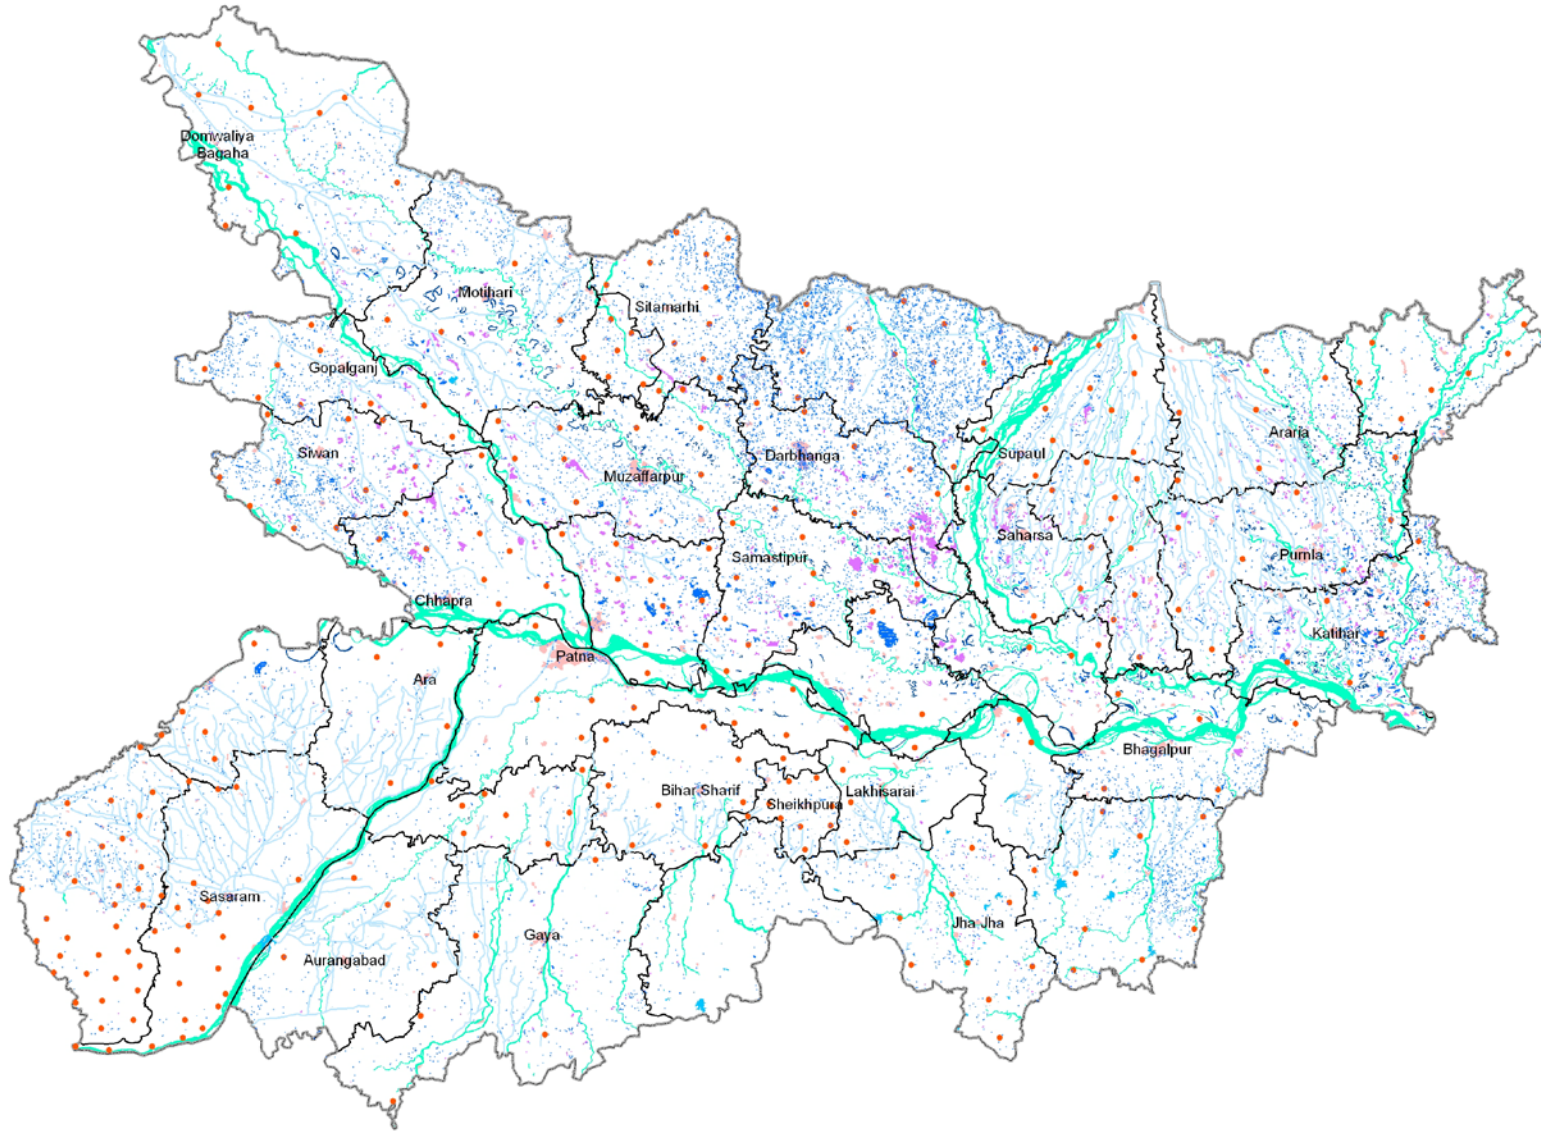 Domwaliya
Bagaha
Motihari
Sitamarhi
Gopalganj
Siwan
Muzaffarpur
Darbhanga
Supaul
Araria
Samastipur
Saharsa
Purnia
Chhapra
Katihar
Patna
Ara
Bhagalpur
Bihar Sharif
Sheikhpura
Lakhisarai
Sasaram
Gaya
Jha Jha
Aurangabad